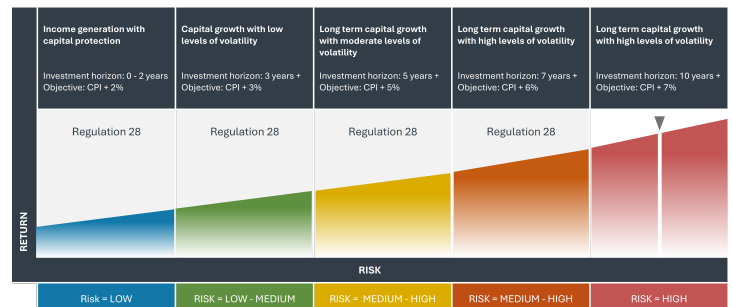 Income generation with
capital protection
Investment horizon: 0 - 2 years
Objective: CPI + 2%
Capital growth with low
levels of volatility
Investment horizon: 3 years +
Objective: CPI + 3%
Long term capital growth
with moderate levels of
volatility
Investment horizon: 5 years +
Objective: CPI + 5%
Long term capital growth
with high levels of volatility
Investment horizon: 7 years +
Objective: CPI + 6%
Long term capital growth
with high levels of volatility
Investment horizon: 10 years +
Objective: CPI + 7%
Regulation 28
Regulation 28
Regulation 28
Regulation 28
RETURN
RISK
Risk = LOW
RISK = LOW - MEDIUM
RISK = MEDIUM - HIGH
RISK = MEDIUM - HIGH
RISK = HIGH